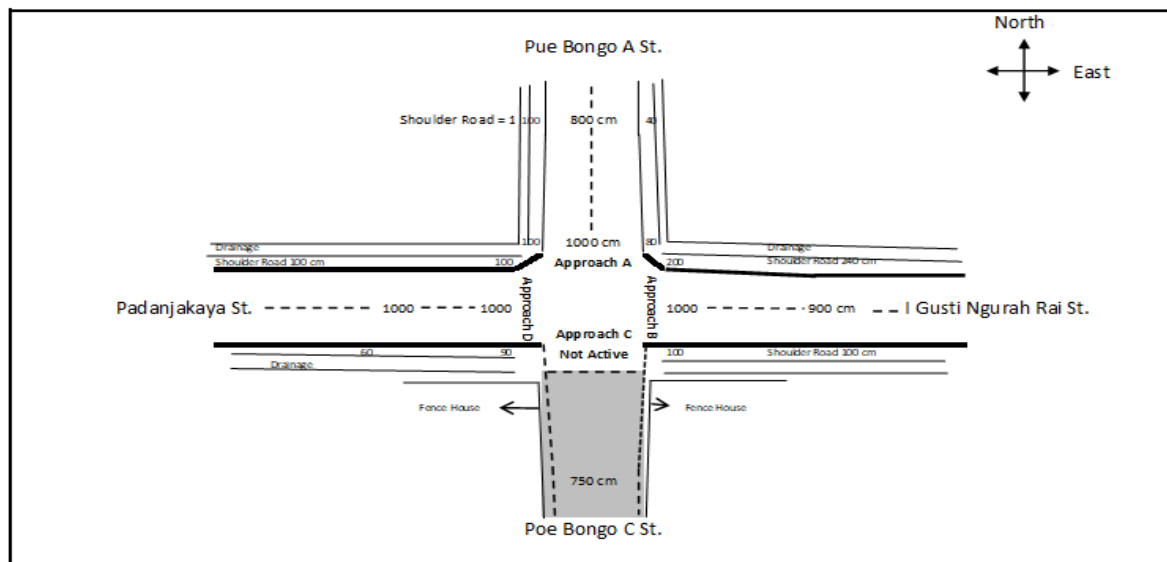 North
Pue Bongo A St.
East
Shoulder Road = 1 100 800 cm 40
100 1000 cm 80
Drainage Drainage
Shoulder Road 100 cm 100 Approach A 200 Shoulder Road 240 cm
Approach D Approach B
Padanjakaya St. 1000 1000 1000 900 cm I Gusti Ngurah Rai St.
Approach C
60 90 Not Active 100 Shoulder Road 100 cm
Drainage
Fence House Fence House
750 cm
Poe Bongo C St.